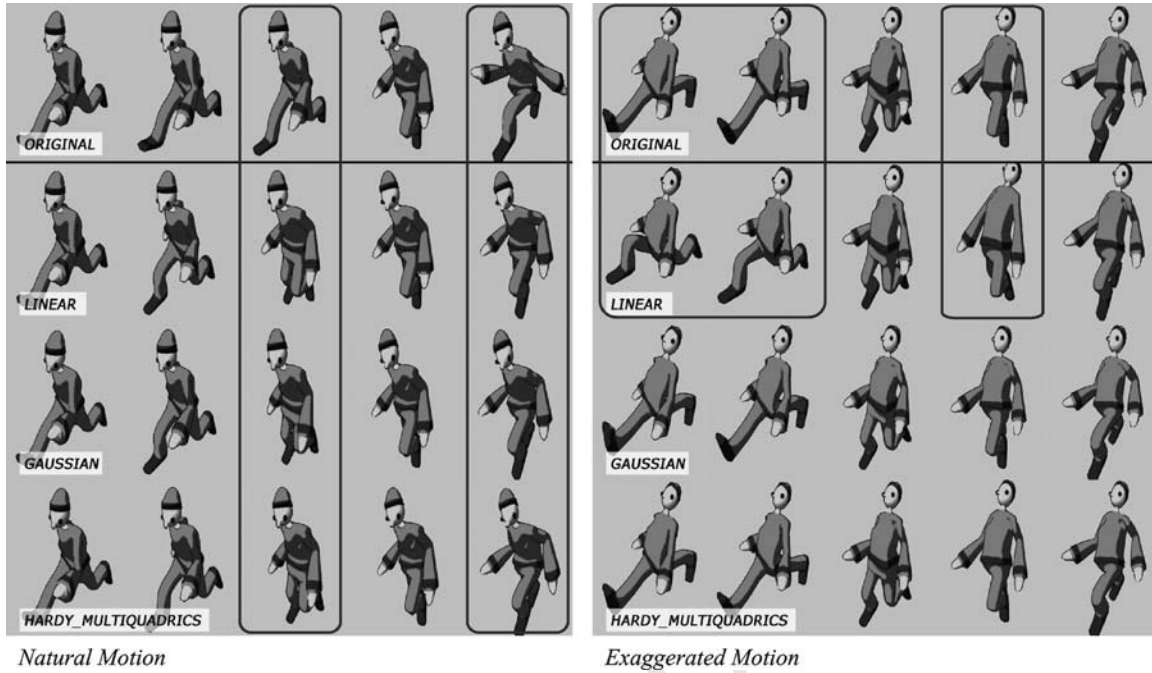 ORIGINAL
LINEAR
GAUSSIAN
HARDY_MULTIQUADRICS
Natural Motion
ORIGINAL
LINEAR
GAUSSIAN
HARDY_MULTIQUADRICS
Exaggerated Motion